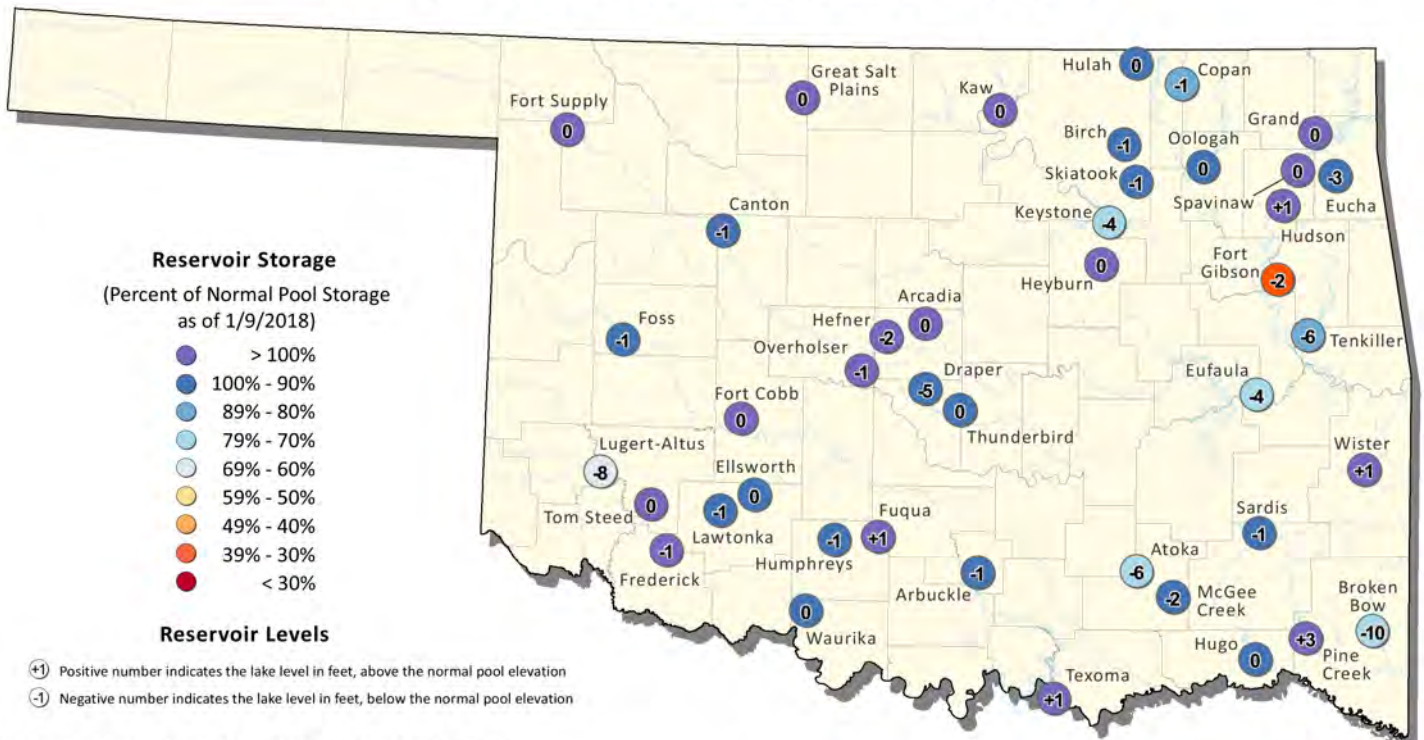 Hulah
0
Copan
-1
Great Salt
Plains
0
Kaw
0
Fort Supply
0
Grand
0
Birch
-1
Oologah
0
Skiatook
-1
Spavinaw
0
-3
Eucha
Keystone
-4
+1
Hudson
Canton
-1
Fort
Gibson
-2
Heyburn
0
Reservoir Storage
(Percent of Normal Pool Storage
as of 1/9/2018)
> 100%
100% - 90%
89% - 80%
79% - 70%
69% - 60%
59% - 50%
49% - 40%
39% - 30%
< 30%
Foss
-1
Arcadia
0
Hefner
-2
Overholser
-1
-6
Tenkiller
Draper
-5
Eufaula
-4
Fort Cobb
0
0
Thunderbird
Lugert-Altus
-8
Ellsworth
0
Wister
+1
Tom Steed
0
-1
Lawtonka
Fuqua
+1
Sardis
-1
-1
Humphreys
-1
Frederick
Arbuckle
-1
Atoka
-6
-2
McGee
Creek
Broken
Bow
-10
0
Waurika
Hugo
0
+3
Pine
Creek
Texoma
+1
Reservoir Levels
+1 Positive number indicates the lake level in feet, above the normal pool elevation
-1 Negative number indicates the lake level in feet, below the normal pool elevation